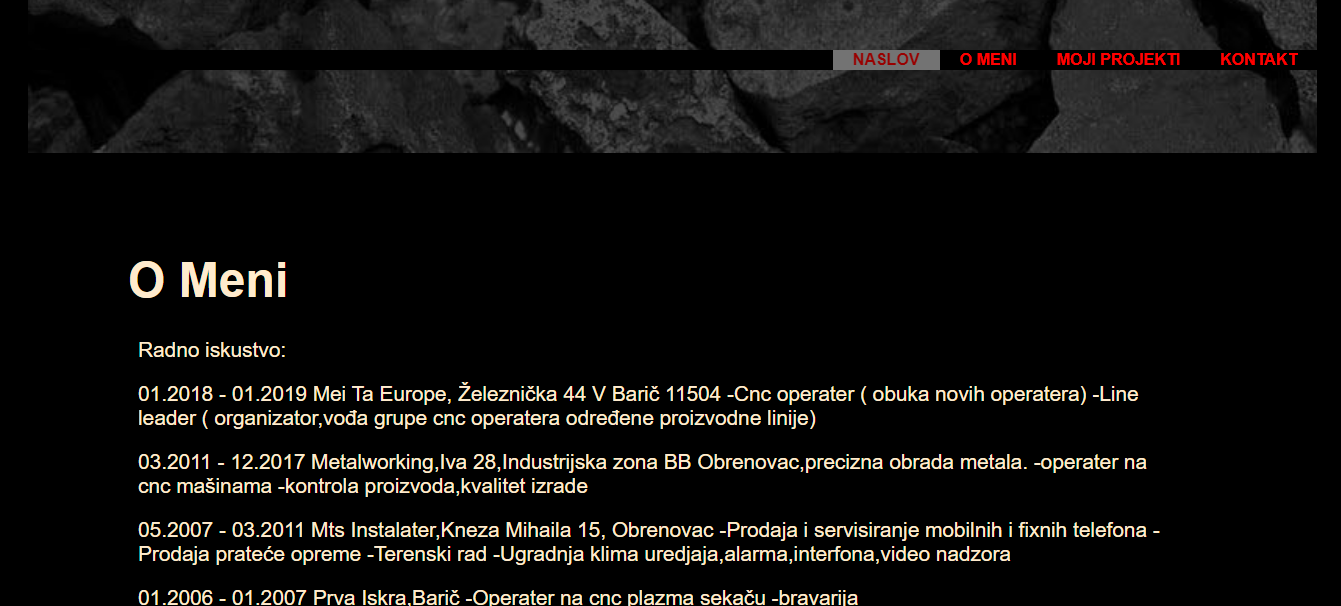 NASLOV O MENI MOJI PROJEKTI KONTAKT
O Meni
Radno iskustvo:
01.2018 - 01.2019 Mei Ta Europe, Železnička 44 V Barič 11504 -Cnc operater ( obuka novih operatera) -Line
leader ( organizator,vođa grupe cnc operatera određene proizvodne linije)
03.2011 - 12.2017 Metalworking,Iva 28,Industrijska zona BB Obrenovac,precizna obrada metala. -operater na
cnc mašinama -kontrola proizvoda,kvalitet izrade
05.2007 - 03.2011 Mts Instalater,Kneza Mihaila 15, Obrenovac -Prodaja i servisiranje mobilnih i fixnih telefona -
Prodaja prateće opreme -Terenski rad -Ugradnja klima uredjaja,alarma,interfona,video nadzora
01.2006 - 01.2007 Prva Iskra,Barič -Operater na cnc plazma sekaču -bravarija